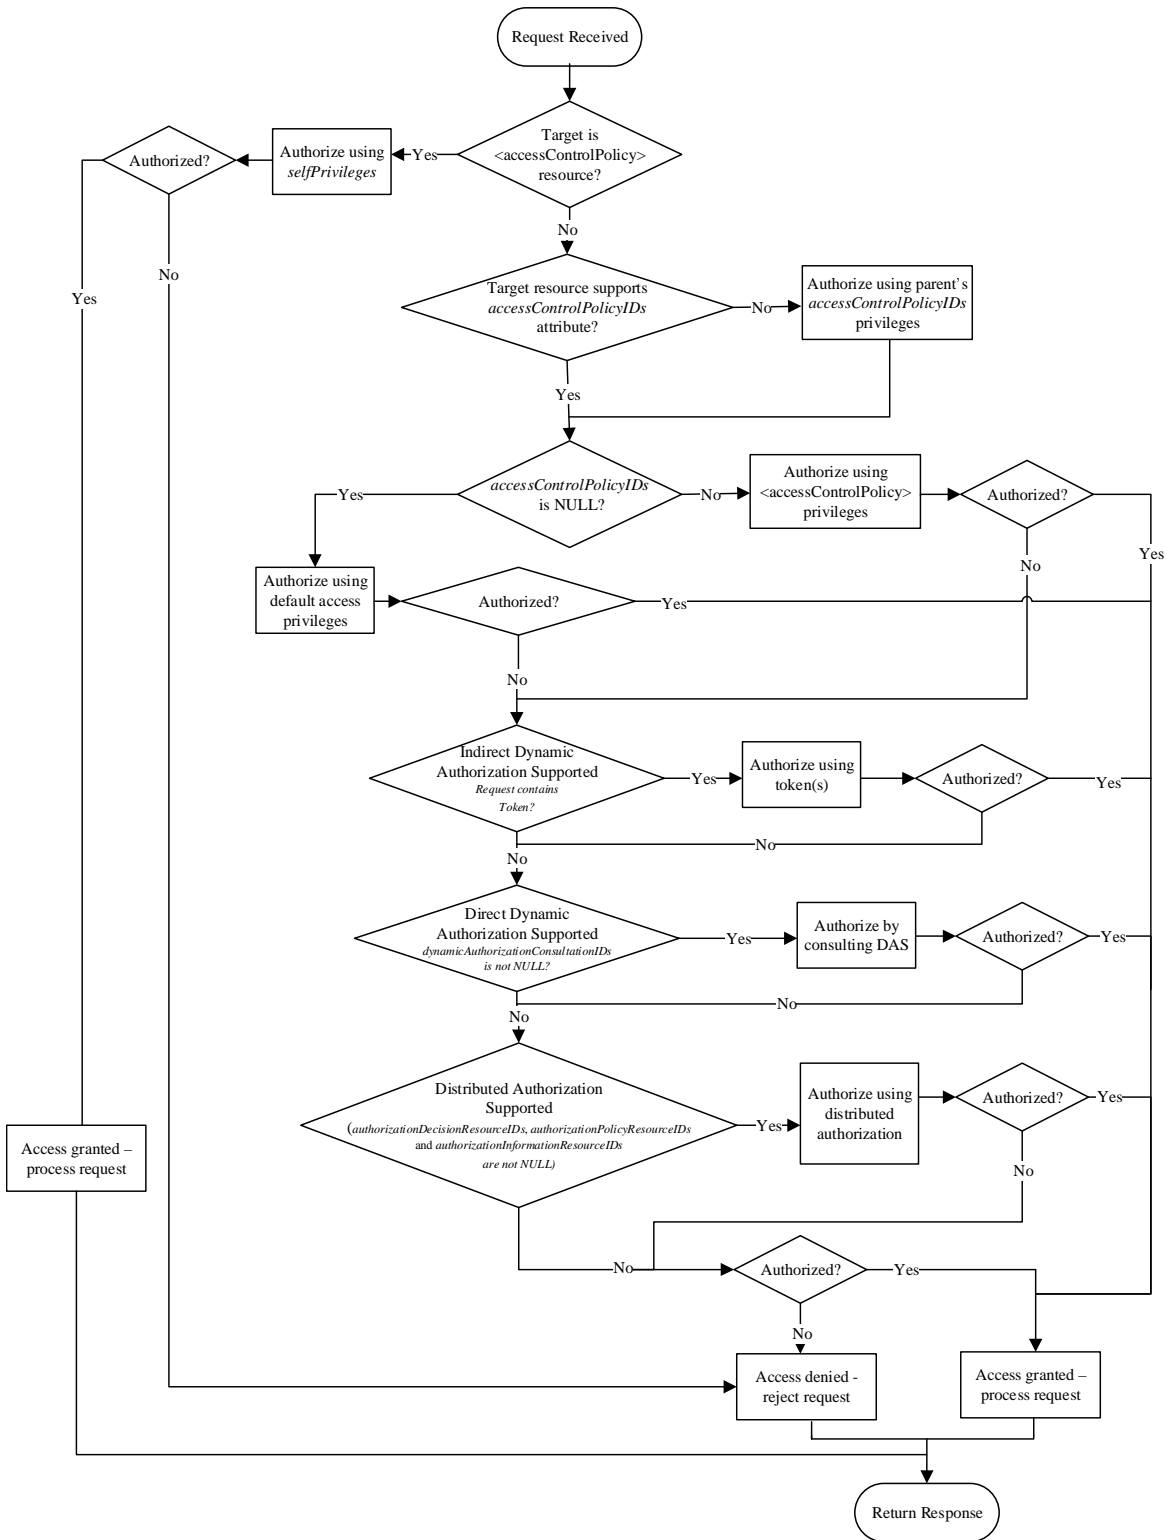 Request Received
Target is
<accessControlPolicy>
resource?
Yes
Authorize using
selfPrivileges
Authorized?
Yes
No
No
Target resource supports
accessControlPolicyIDs
attribute?
No
Authorize using parent's
accessControlPolicyIDs
privileges
Yes
accessControlPolicyIDs
is NULL?
Yes
No
Authorize using
<accessControlPolicy>
privileges
Authorized?
Yes
No
Authorize using
default access
privileges
Authorized?
Yes
No
Indirect Dynamic
Authorization Supported
Request contains
Token?
Yes
Authorize using
token(s)
Authorized?
Yes
No
No
Direct Dynamic
Authorization Supported
dynamicAuthorizationConsultationIDs
is not NULL?
Yes
Authorize by
consulting DAS
Authorized?
Yes
No
No
Distributed Authorization
Supported
(authorizationDecisionResourceIDs, authorizationPolicyResourceIDs
and authorizationInformationResourceIDs
are not NULL)
Yes
Authorize using
distributed
authorization
Authorized?
Yes
No
Access granted –
process request
No
Authorized?
Yes
No
Access denied -
reject request
Access granted –
process request
Return Response